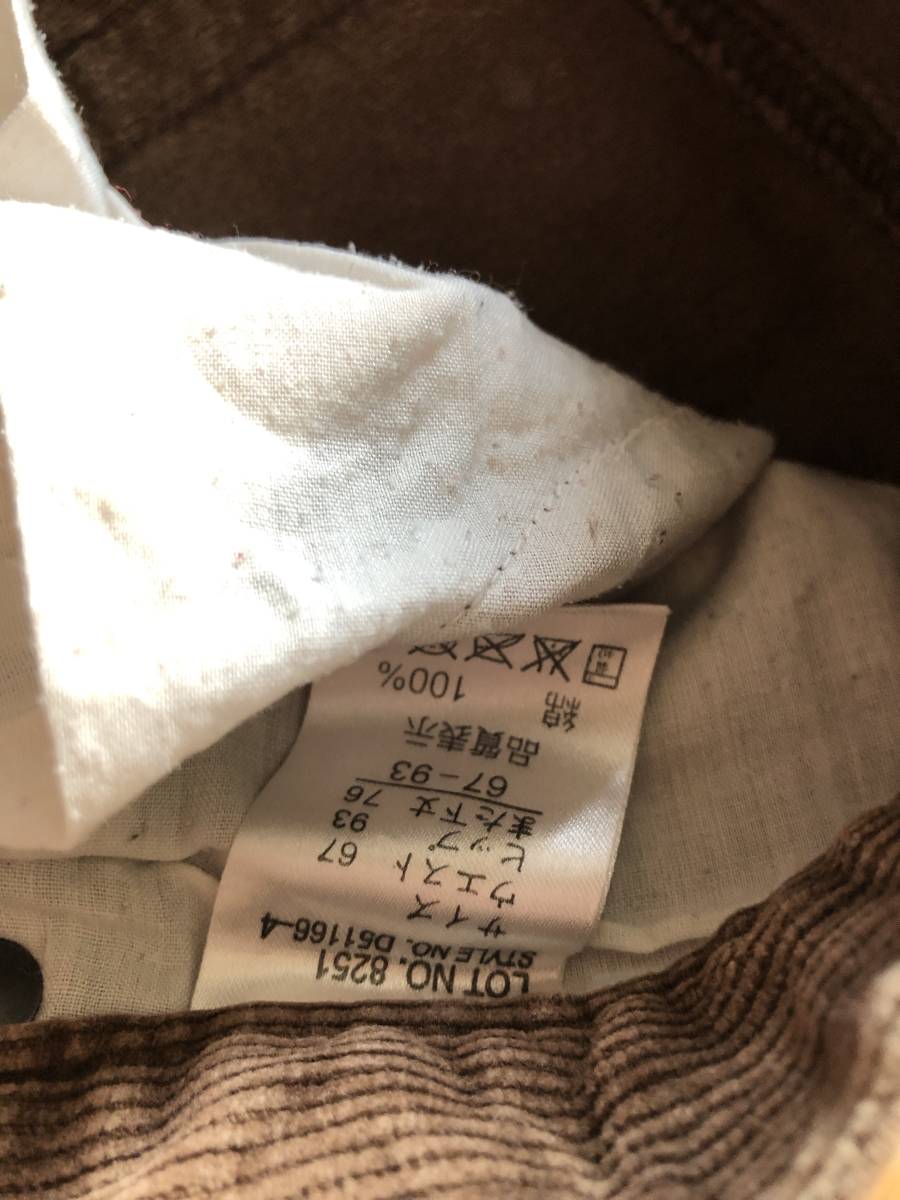 LOT NO. 8251
STYLE NO. D51166-4
サイズ
ウエスト 67
ヒップ 93
また下丈 76
67-93
品質表示
綿 100%